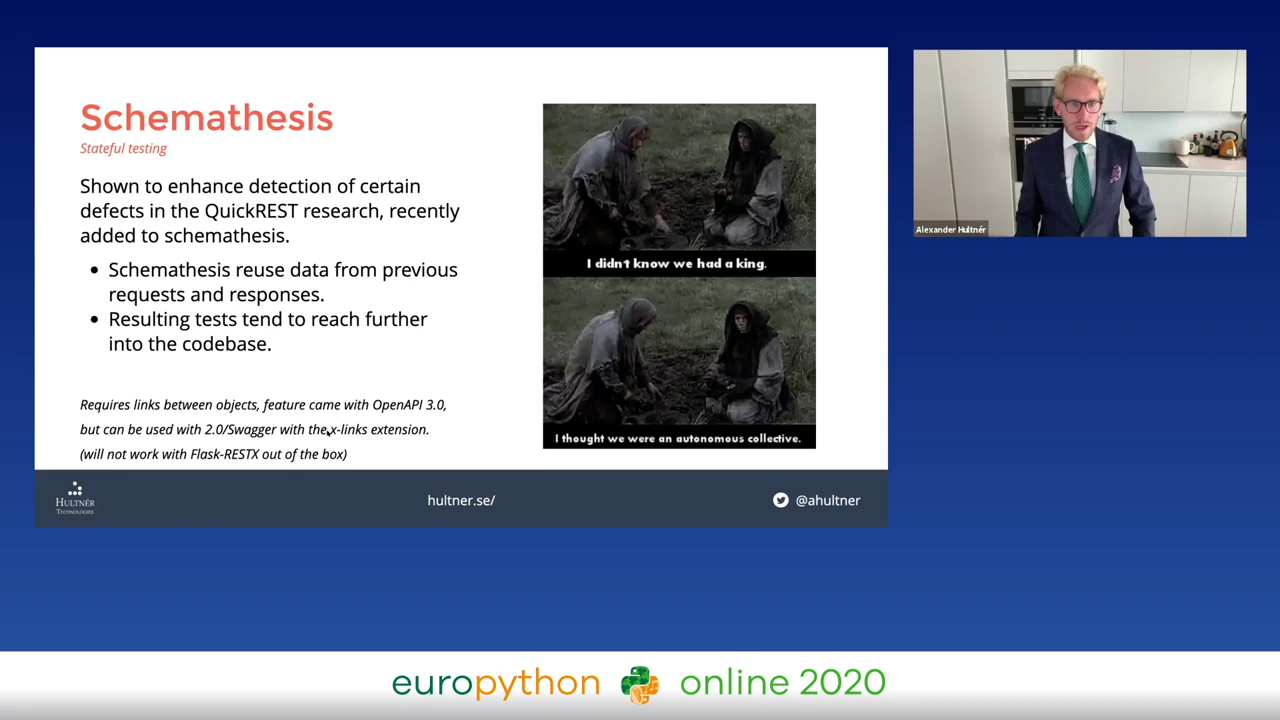 Schemathesis
Stateful testing
Shown to enhance detection of certain
defects in the QuickREST research, recently
added to schemathesis.
• Schemathesis reuse data from previous
requests and responses.
• Resulting tests tend to reach further
into the codebase.
Requires links between objects, feature came with OpenAPI 3.0,
but can be used with 2.0/Swagger with the x-links extension.
(will not work with Flask-RESTX out of the box)
I didn't know we had a king.
I thought we were an autonomous collective.
HULTNÉR
TECHNOLOGIES
hultner.se/
@ahultner
Alexander Hultnér
europython online 2020